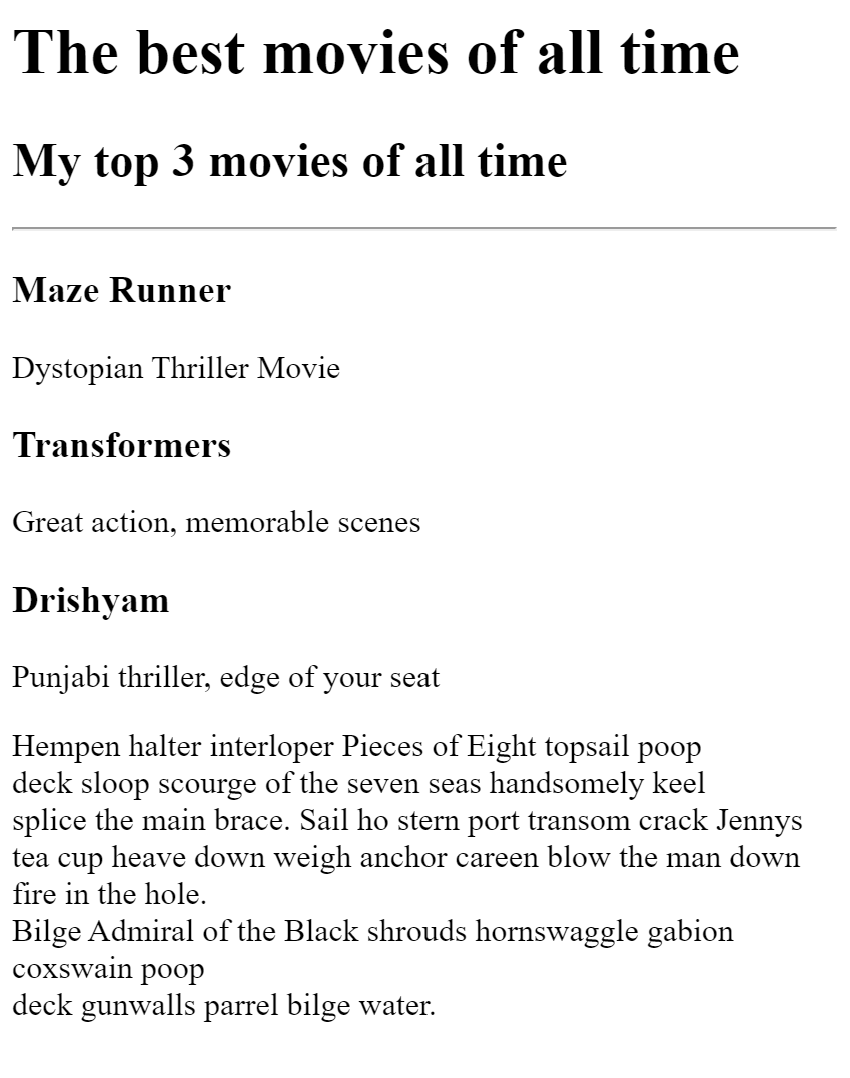 The best movies of all time
My top 3 movies of all time
Maze Runner
Dystopian Thriller Movie
Transformers
Great action, memorable scenes
Drishyam
Punjabi thriller, edge of your seat
Hempen halter interloper Pieces of Eight topsail poop
deck sloop scourge of the seven seas handsomely keel
splice the main brace. Sail ho stern port transom crack Jennys
tea cup heave down weigh anchor careen blow the man down
fire in the hole.
Bilge Admiral of the Black shrouds hornswaggle gabion
coxswain poop
deck gunwalls parrel bilge water.